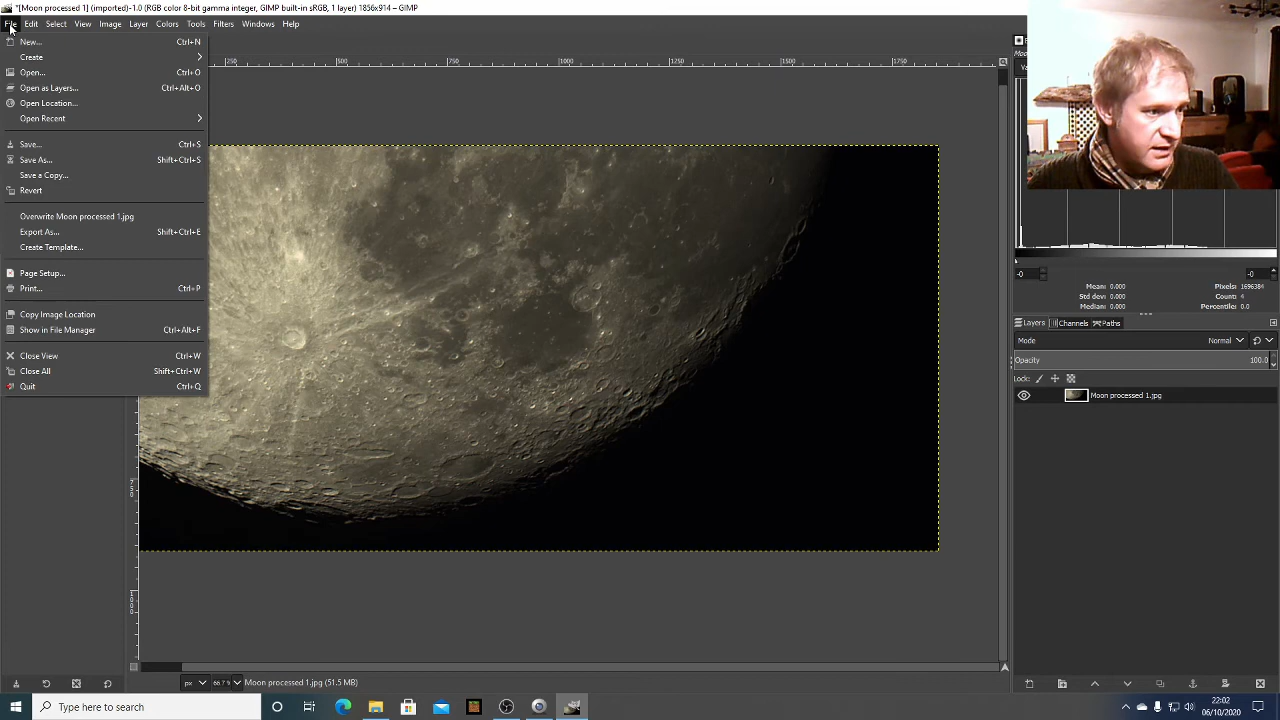 *[Moon processed 1] (imported)-1.0 (RGB color 8-bit gamma integer, GIMP built-in sRGB, 1 layer) 1856x914 – GIMP
File Edit Select View Image Layer Colors Tools Filters Windows Help
New... Ctrl+N
Create
Open... Ctrl+O
Open as Layers... Ctrl+Alt+O
Open Location...
Open Recent
Save... Ctrl+S
Save As... Shift+Ctrl+S
Save a Copy...
Revert
Overwrite Moon processed 1.jpg
Export As... Shift+Ctrl+E
Create Template...
Page Setup...
Print... Ctrl+P
Copy Image Location
Show in File Manager Ctrl+Alt+F
Close View Ctrl+W
Close All Shift+Ctrl+W
Quit Ctrl+Q
250 500 750 1000 1250 1500 1750
750
1000
-0 -0
Mean: 0.000 Pixels: 1696384
Std dev: 0.000 Count: 4
Median: 0.000 Percentile: 0.0
Layers Channels Paths
Mode Normal
Opacity 100.0
Lock:
Moon processed 1.jpg
px 66.7 Moon processed 1.jpg (51.5 MB)
Type here to search
22:02
06/10/2020